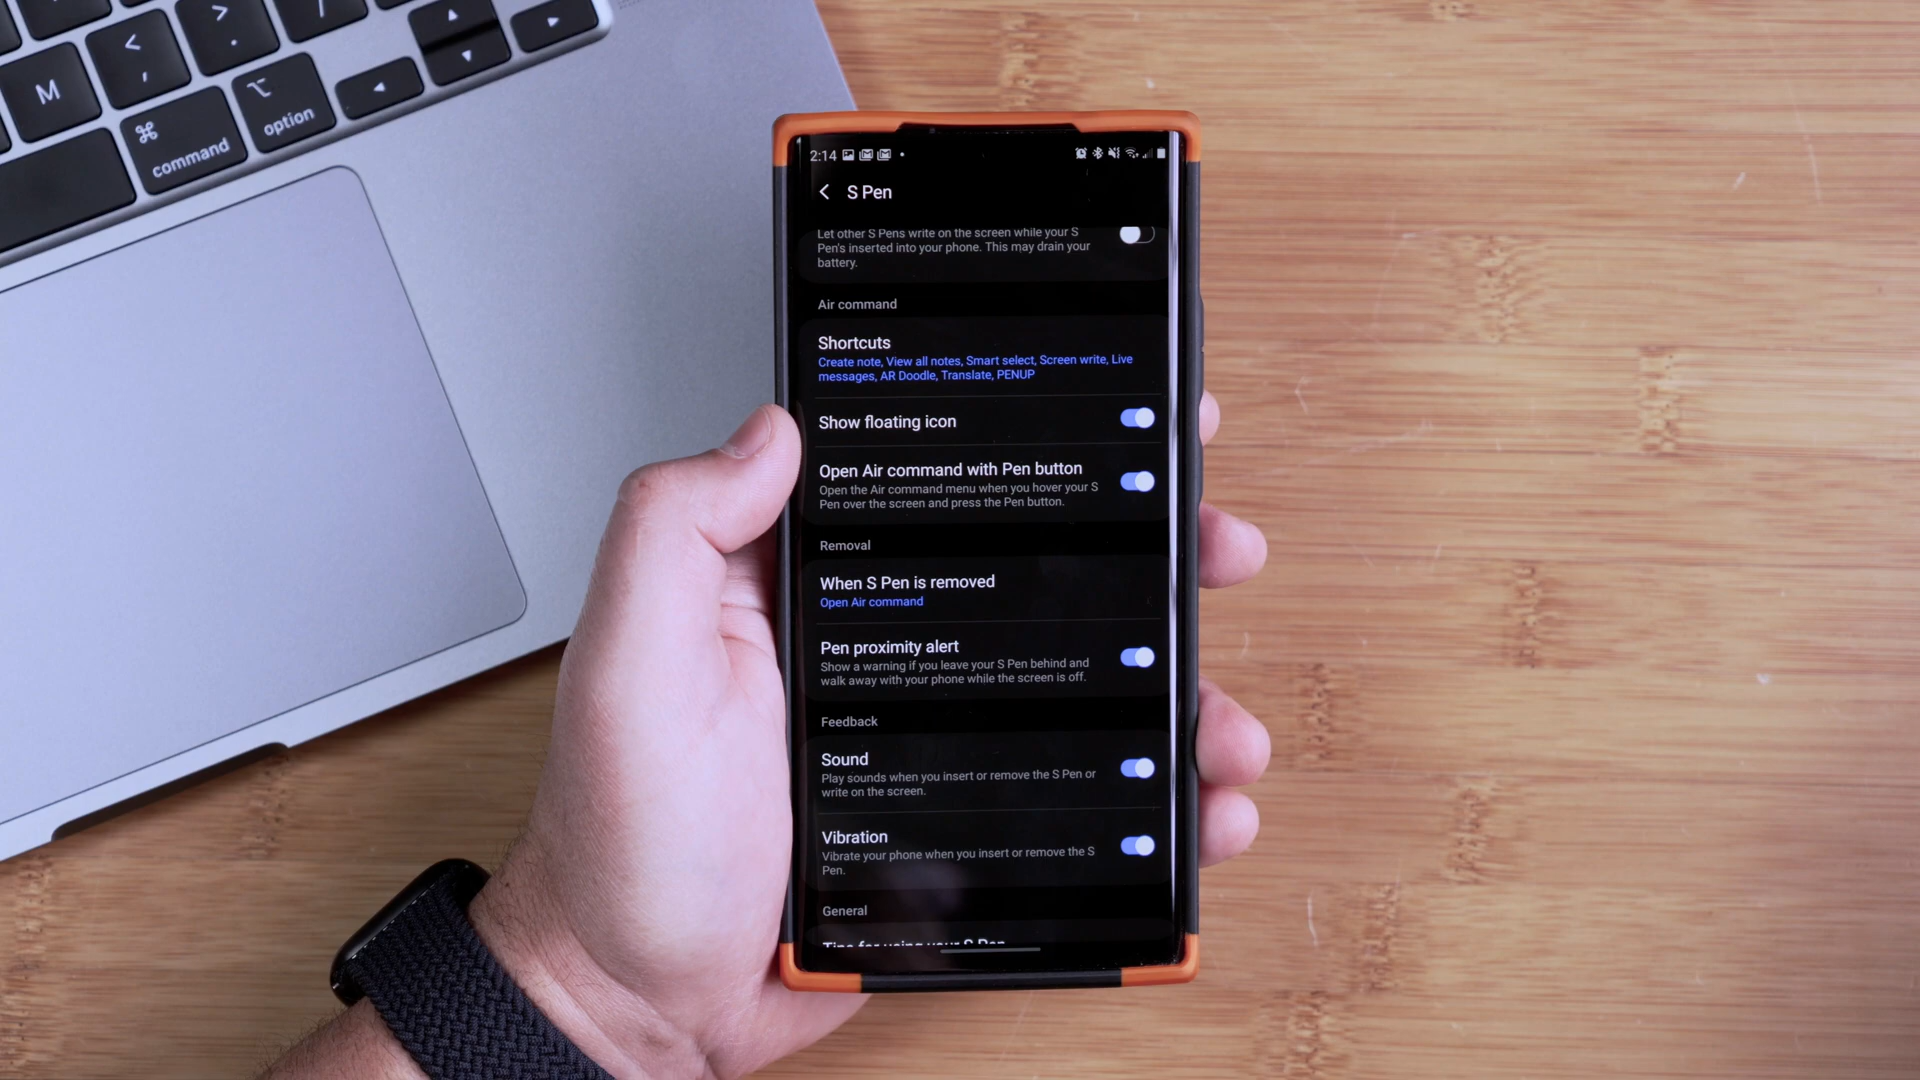 M
<
,
>
.
/
⌘
command
⌥
option
2:14
S Pen
Let other S Pens write on the screen while your S
Pen's inserted into your phone. This may drain your
battery.
Air command
Shortcuts
Create note, View all notes, Smart select, Screen write, Live
messages, AR Doodle, Translate, PENUP
Show floating icon
Open Air command with Pen button
Open the Air command menu when you hover your S
Pen over the screen and press the Pen button.
Removal
When S Pen is removed
Open Air command
Pen proximity alert
Show a warning if you leave your S Pen behind and
walk away with your phone while the screen is off.
Feedback
Sound
Play sounds when you insert or remove the S Pen or
write on the screen.
Vibration
Vibrate your phone when you insert or remove the S
Pen.
General
Tips for using your S Pen